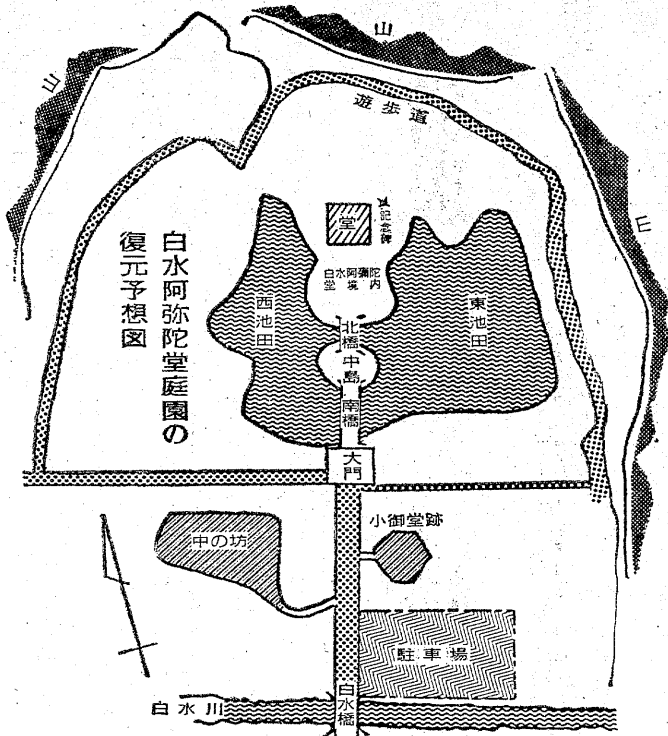 白水阿弥陀堂庭園の
復元予想図
山
山
山
遊歩道
堂
記念碑
白水阿彌陀
堂境内
西池田
東池田
北橋
中島
南橋
大門
中の坊
小御堂跡
駐車場
白水橋
白水川